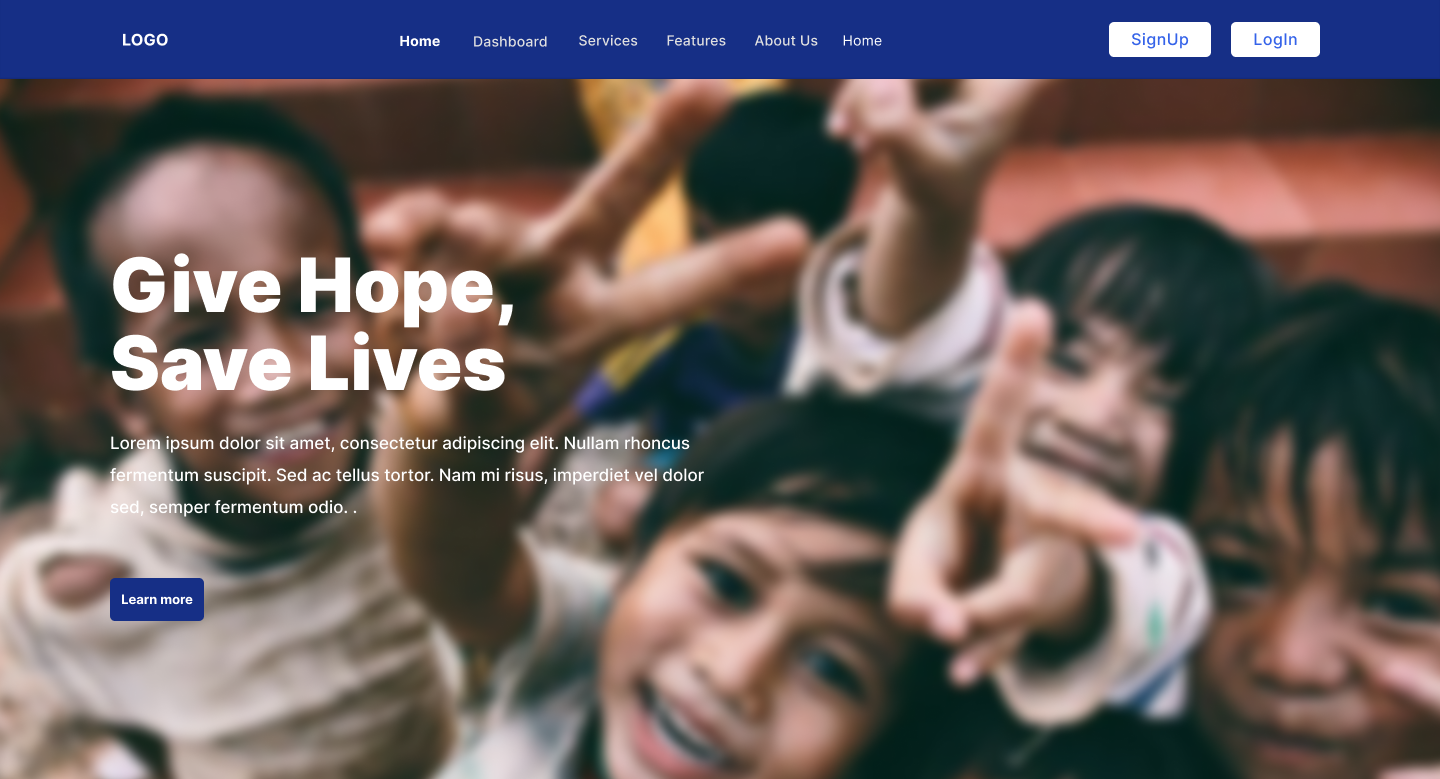 LOGO
Home
Dashboard
Services
Features
About Us
Home
SignUp
LogIn
Give Hope,
Save Lives
Lorem ipsum dolor sit amet, consectetur adipiscing elit. Nullam rhoncus
fermentum suscipit. Sed ac tellus tortor. Nam mi risus, imperdiet vel dolor
sed, semper fermentum odio. .
Learn more